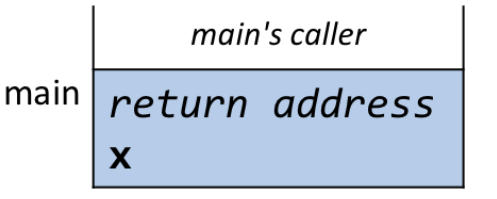 main's caller
main
return address
x